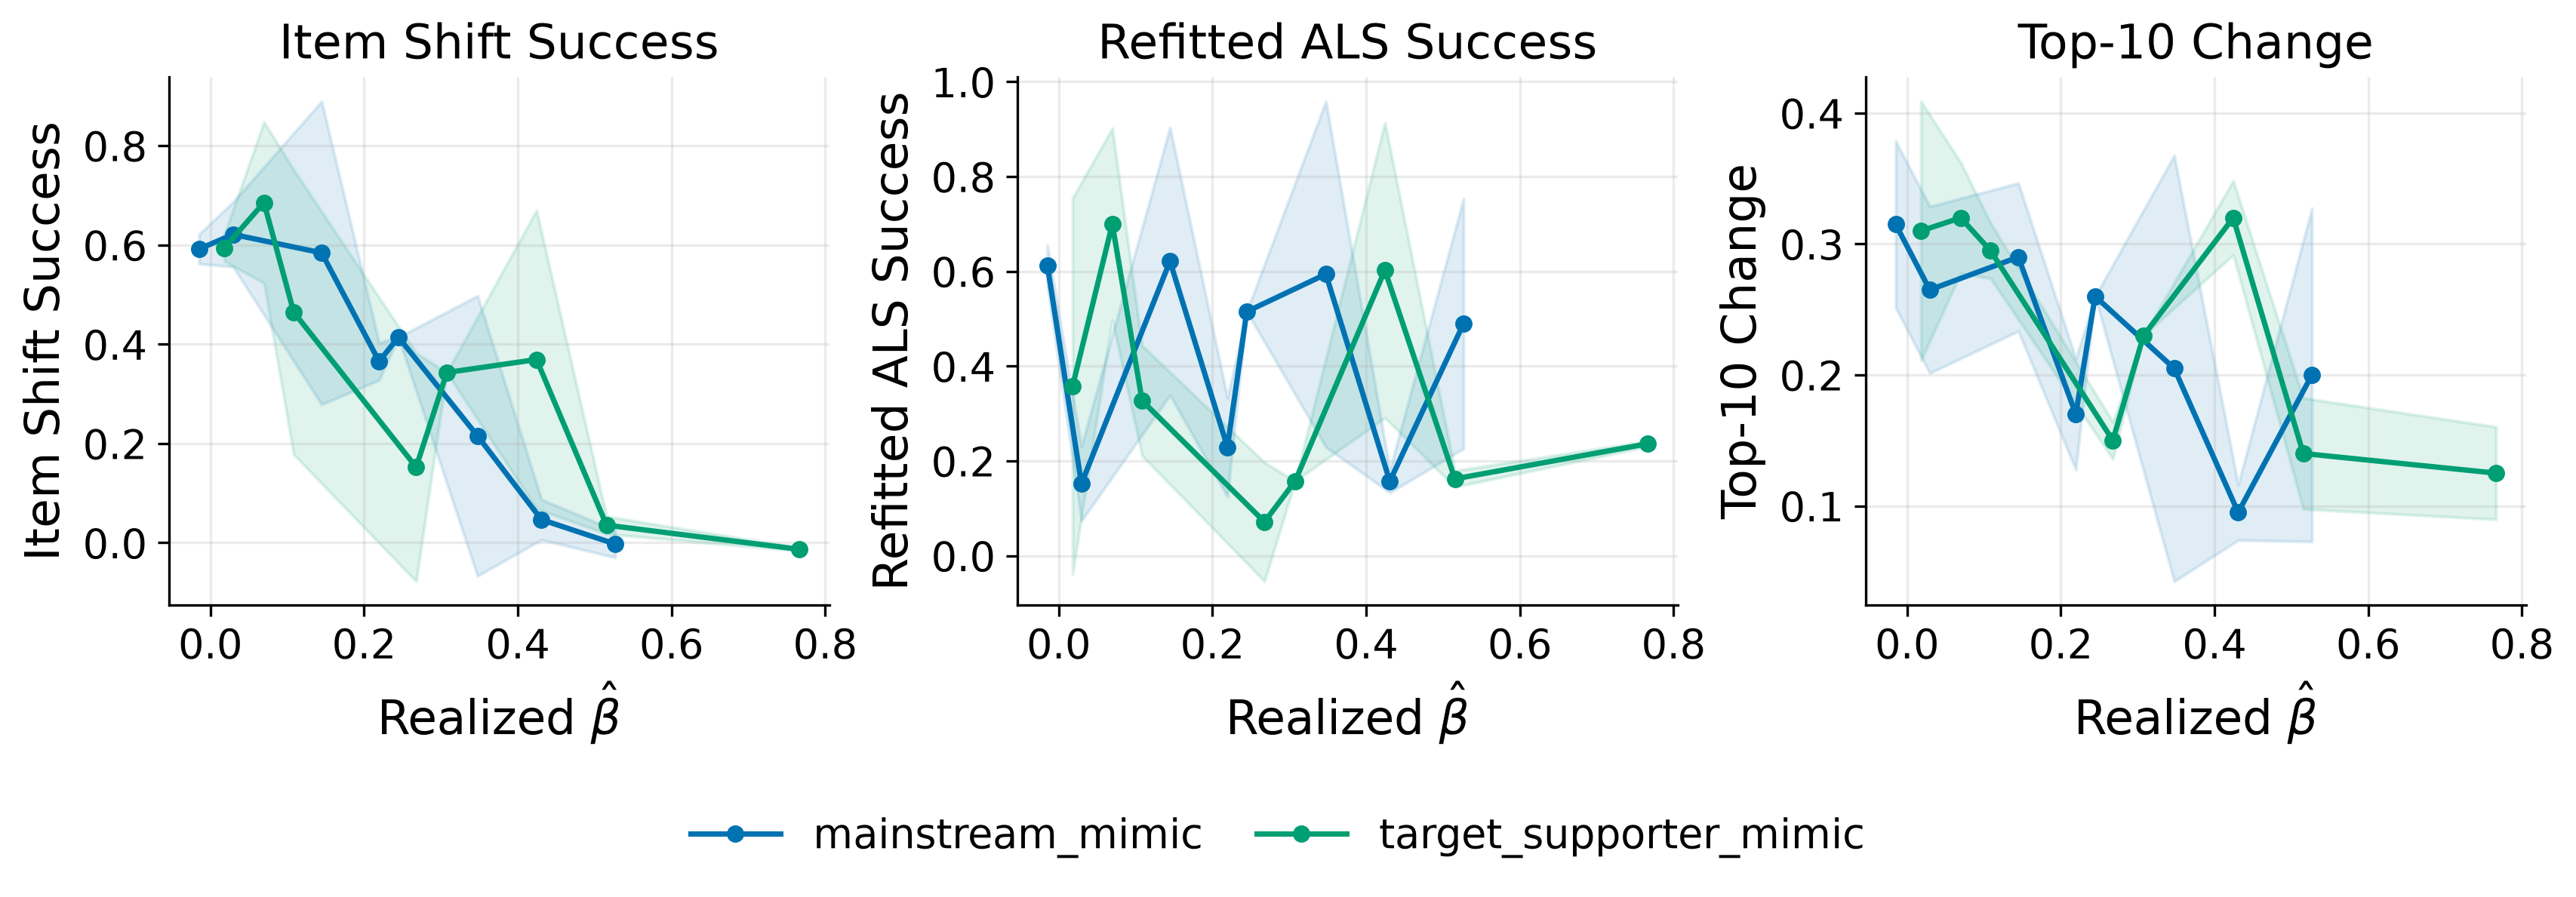 Item Shift Success
Refitted ALS Success
Top-10 Change
Item Shift Success
0.8
0.6
0.4
0.2
0.0
0.0 0.2 0.4 0.6 0.8
Realized β̂
Refitted ALS Success
1.0
0.8
0.6
0.4
0.2
0.0
0.0 0.2 0.4 0.6 0.8
Realized β̂
Top-10 Change
0.4
0.3
0.2
0.1
0.0 0.2 0.4 0.6 0.8
Realized β̂
mainstream_mimic
target_supporter_mimic